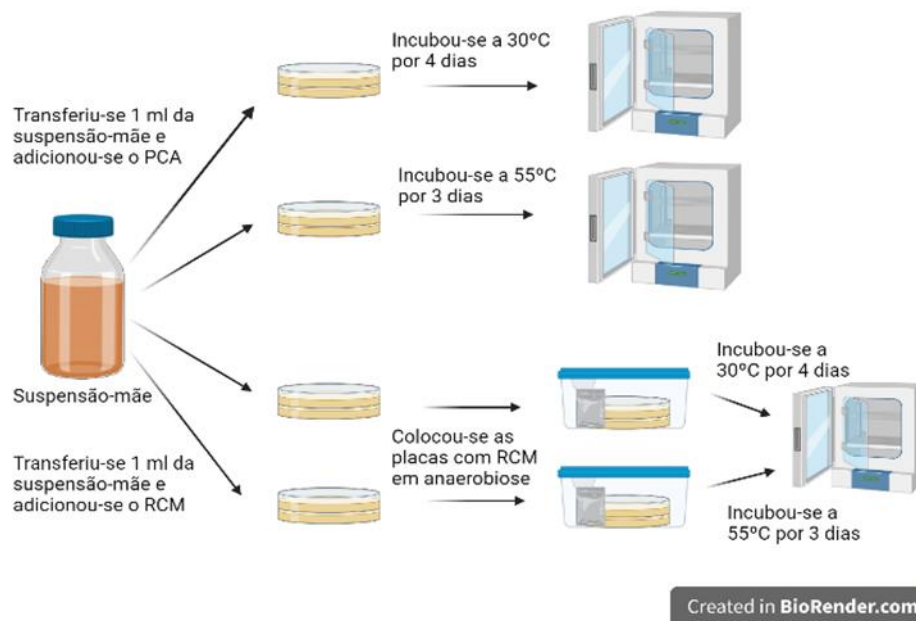 Incubou-se a 30ºC
por 4 dias
Transferiu-se 1 ml da
suspensão-mãe e
adicionou-se o PCA
Incubou-se a 55ºC
por 3 dias
Suspensão-mãe
Transferiu-se 1 ml da
suspensão-mãe e
adicionou-se o RCM
Colocou-se as
placas com RCM
em anaerobiose
Incubou-se a
30ºC por 4 dias
Incubou-se a
55ºC por 3 dias
Created in BioRender.com